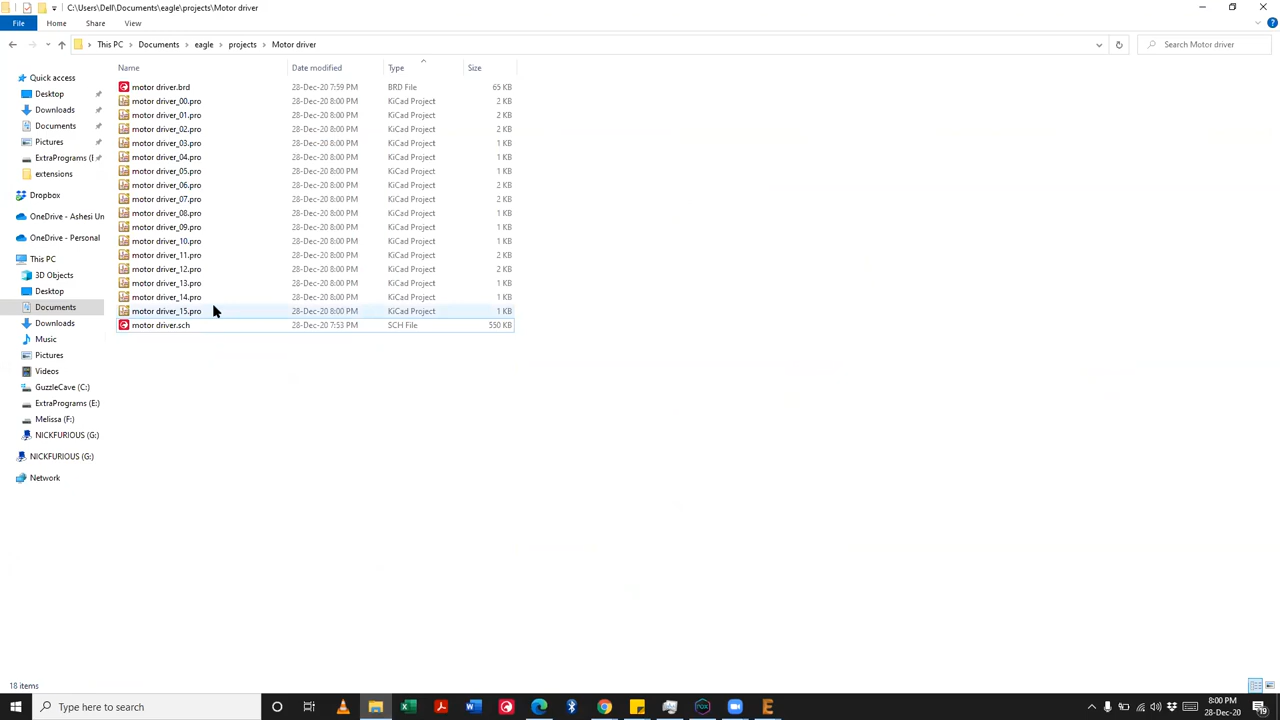 C:\Users\Dell\Documents\eagle\projects\Motor driver
File Home Share View
This PC Documents eagle projects Motor driver Search Motor driver
Name Date modified Type Size
Quick access
Desktop
Downloads
Documents
Pictures
ExtraPrograms (E
extensions
Dropbox
OneDrive - Ashesi Un
OneDrive - Personal
This PC
3D Objects
Desktop
Documents
Downloads
Music
Pictures
Videos
GuzzleCave (C:)
ExtraPrograms (E:)
Melissa (F:)
NICKFURIOUS (G:)
NICKFURIOUS (G:)
Network
motor driver.brd 28-Dec-20 7:59 PM BRD File 65 KB
motor driver_00.pro 28-Dec-20 8:00 PM KiCad Project 2 KB
motor driver_01.pro 28-Dec-20 8:00 PM KiCad Project 2 KB
motor driver_02.pro 28-Dec-20 8:00 PM KiCad Project 2 KB
motor driver_03.pro 28-Dec-20 8:00 PM KiCad Project 1 KB
motor driver_04.pro 28-Dec-20 8:00 PM KiCad Project 1 KB
motor driver_05.pro 28-Dec-20 8:00 PM KiCad Project 1 KB
motor driver_06.pro 28-Dec-20 8:00 PM KiCad Project 2 KB
motor driver_07.pro 28-Dec-20 8:00 PM KiCad Project 2 KB
motor driver_08.pro 28-Dec-20 8:00 PM KiCad Project 1 KB
motor driver_09.pro 28-Dec-20 8:00 PM KiCad Project 1 KB
motor driver_10.pro 28-Dec-20 8:00 PM KiCad Project 1 KB
motor driver_11.pro 28-Dec-20 8:00 PM KiCad Project 2 KB
motor driver_12.pro 28-Dec-20 8:00 PM KiCad Project 2 KB
motor driver_13.pro 28-Dec-20 8:00 PM KiCad Project 1 KB
motor driver_14.pro 28-Dec-20 8:00 PM KiCad Project 1 KB
motor driver_15.pro 28-Dec-20 8:00 PM KiCad Project 1 KB
motor driver.sch 28-Dec-20 7:53 PM SCH File 550 KB
18 items
Type here to search
8:00 PM
28-Dec-20